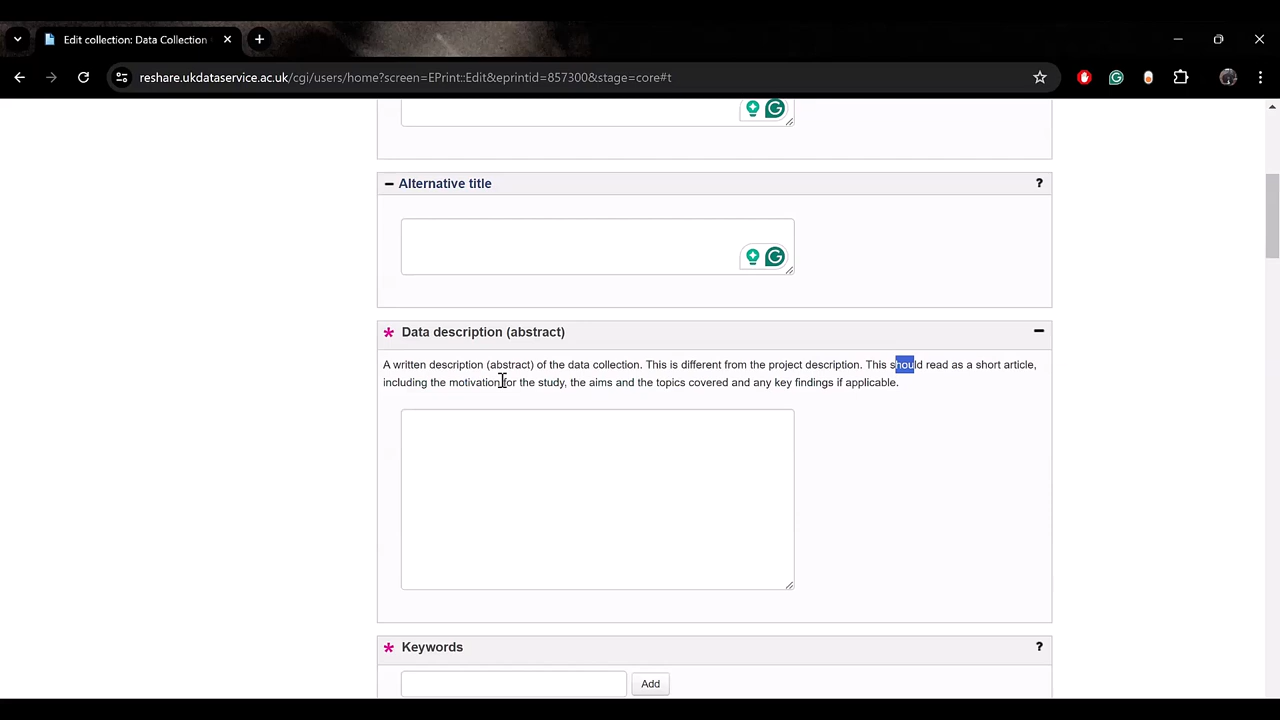 Edit collection: Data Collection
reshare.ukdataservice.ac.uk/cgi/users/home?screen=EPrint::Edit&eprintid=857300&stage=core#t
Alternative title
?
Data description (abstract)
A written description (abstract) of the data collection. This is different from the project description. This should read as a short article,
including the motivation for the study, the aims and the topics covered and any key findings if applicable.
Keywords
?
Add